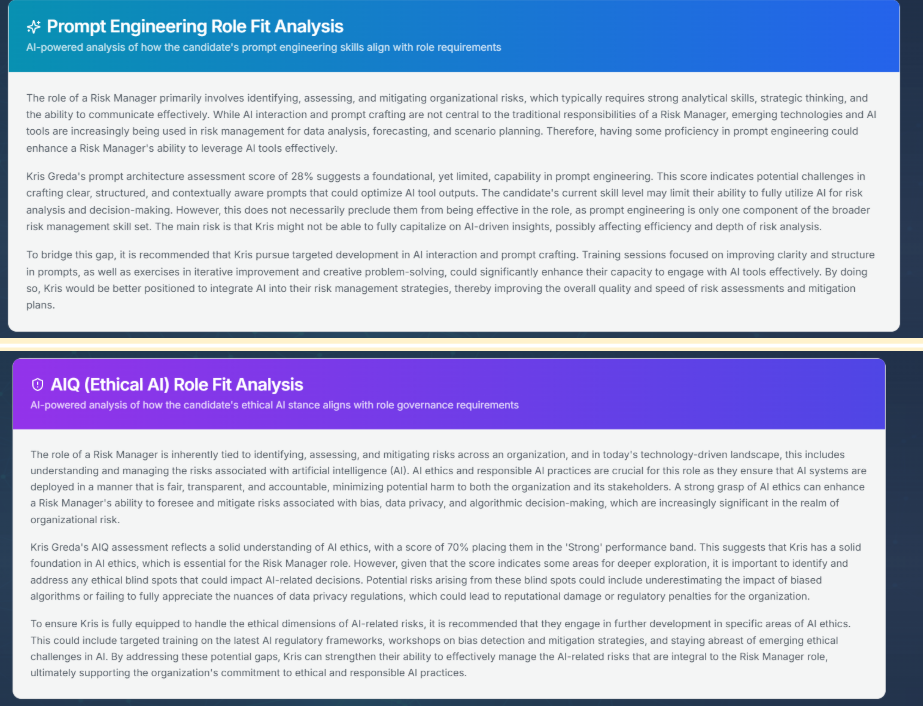 Prompt Engineering Role Fit Analysis
AI-powered analysis of how the candidate's prompt engineering skills align with role requirements
The role of a Risk Manager primarily involves identifying, assessing, and mitigating organizational risks, which typically requires strong analytical skills, strategic thinking, and
the ability to communicate effectively. While AI interaction and prompt crafting are not central to the traditional responsibilities of a Risk Manager, emerging technologies and AI
tools are increasingly being used in risk management for data analysis, forecasting, and scenario planning. Therefore, having some proficiency in prompt engineering could
enhance a Risk Manager's ability to leverage AI tools effectively.
Kris Greda's prompt architecture assessment score of 28% suggests a foundational, yet limited, capability in prompt engineering. This score indicates potential challenges in
crafting clear, structured, and contextually aware prompts that could optimize AI tool outputs. The candidate's current skill level may limit their ability to fully utilize AI for risk
analysis and decision-making. However, this does not necessarily preclude them from being effective in the role, as prompt engineering is only one component of the broader
risk management skill set. The main risk is that Kris might not be able to fully capitalize on AI-driven insights, possibly affecting efficiency and depth of risk analysis.
To bridge this gap, it is recommended that Kris pursue targeted development in AI interaction and prompt crafting. Training sessions focused on improving clarity and structure
in prompts, as well as exercises in iterative improvement and creative problem-solving, could significantly enhance their capacity to engage with AI tools effectively. By doing
so, Kris would be better positioned to integrate AI into their risk management strategies, thereby improving the overall quality and speed of risk assessments and mitigation
plans.
AIQ (Ethical AI) Role Fit Analysis
AI-powered analysis of how the candidate's ethical AI stance aligns with role governance requirements
The role of a Risk Manager is inherently tied to identifying, assessing, and mitigating risks across an organization, and in today's technology-driven landscape, this includes
understanding and managing the risks associated with artificial intelligence (AI). AI ethics and responsible AI practices are crucial for this role as they ensure that AI systems are
deployed in a manner that is fair, transparent, and accountable, minimizing potential harm to both the organization and its stakeholders. A strong grasp of AI ethics can enhance
a Risk Manager's ability to foresee and mitigate risks associated with bias, data privacy, and algorithmic decision-making, which are increasingly significant in the realm of
organizational risk.
Kris Greda's AIQ assessment reflects a solid understanding of AI ethics, with a score of 70% placing them in the 'Strong' performance band. This suggests that Kris has a solid
foundation in AI ethics, which is essential for the Risk Manager role. However, given that the score indicates some areas for deeper exploration, it is important to identify and
address any ethical blind spots that could impact AI-related decisions. Potential risks arising from these blind spots could include underestimating the impact of biased
algorithms or failing to fully appreciate the nuances of data privacy regulations, which could lead to reputational damage or regulatory penalties for the organization.
To ensure Kris is fully equipped to handle the ethical dimensions of AI-related risks, it is recommended that they engage in further development in specific areas of AI ethics.
This could include targeted training on the latest AI regulatory frameworks, workshops on bias detection and mitigation strategies, and staying abreast of emerging ethical
challenges in AI. By addressing these potential gaps, Kris can strengthen their ability to effectively manage the AI-related risks that are integral to the Risk Manager role,
ultimately supporting the organization's commitment to ethical and responsible AI practices.